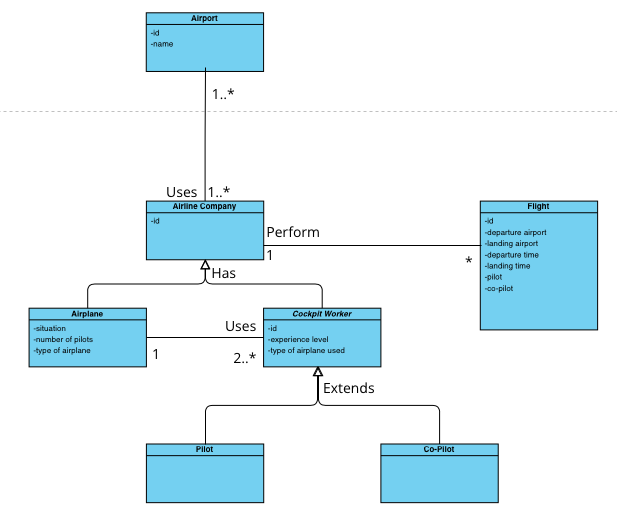 Airport
-id
-name
1..*
Uses 1..*
Airline Company
-id
Perform
1
*
Flight
-id
-departure airport
-landing airport
-departure time
-landing time
-pilot
-co-pilot
Has
Airplane
-situation
-number of pilots
-type of airplane
Uses
1
2..*
Cockpit Worker
-id
-experience level
-type of airplane used
Extends
Pilot
Co-Pilot